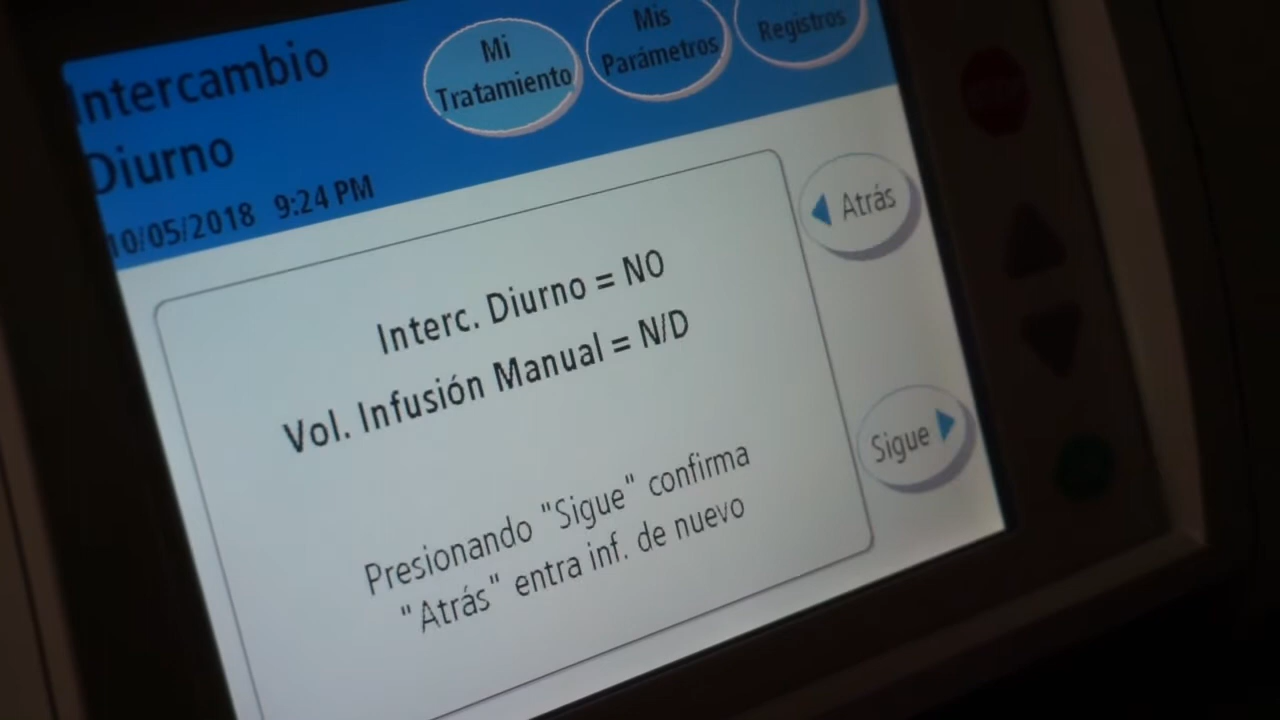 Intercambio
Diurno
10/05/2018 9:24 PM
Mi
Tratamiento
Mis
Parámetros
Registros
Interc. Diurno = NO
Vol. Infusión Manual = N/D
Presionando "Sigue" confirma
"Atrás" entra inf. de nuevo
Atrás
Sigue